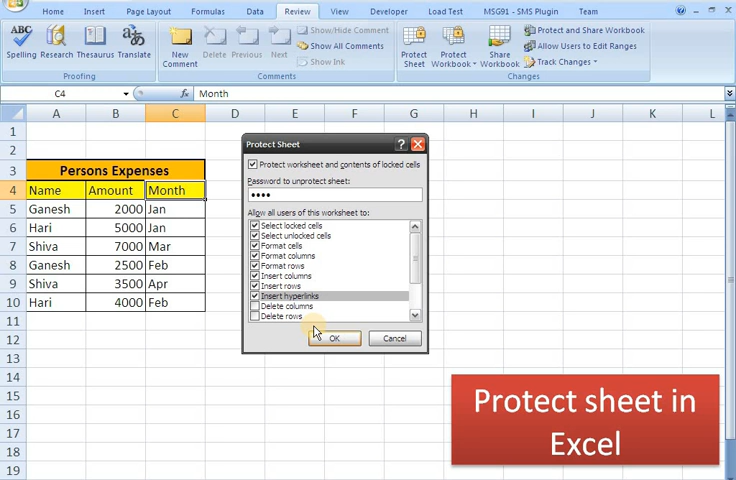 Home Insert Page Layout Formulas Data Review View Developer Load Test MSG91 - SMS Plugin Team
ABC
Spelling Research Thesaurus Translate
Proofing
New Comment Delete Previous Next
Show/Hide Comment
Show All Comments
Show Ink
Comments
Protect Sheet Protect Workbook Share Workbook
Protect and Share Workbook
Allow Users to Edit Ranges
Track Changes
Changes
C4 fx Month
A B C D E F G H I J K L
1
2
3 Persons Expenses
4 Name Amount Month
5 Ganesh 2000 Jan
6 Hari 5000 Jan
7 Shiva 7000 Mar
8 Ganesh 2500 Feb
9 Shiva 3500 Apr
10 Hari 4000 Feb
11
12
13
14
15
16
17
18
19
Protect Sheet ?
Protect worksheet and contents of locked cells
Password to unprotect sheet:
••••
Allow all users of this worksheet to:
Select locked cells
Select unlocked cells
Format cells
Format columns
Format rows
Insert columns
Insert rows
Insert hyperlinks
Delete columns
Delete rows
OK Cancel
Protect sheet in
Excel